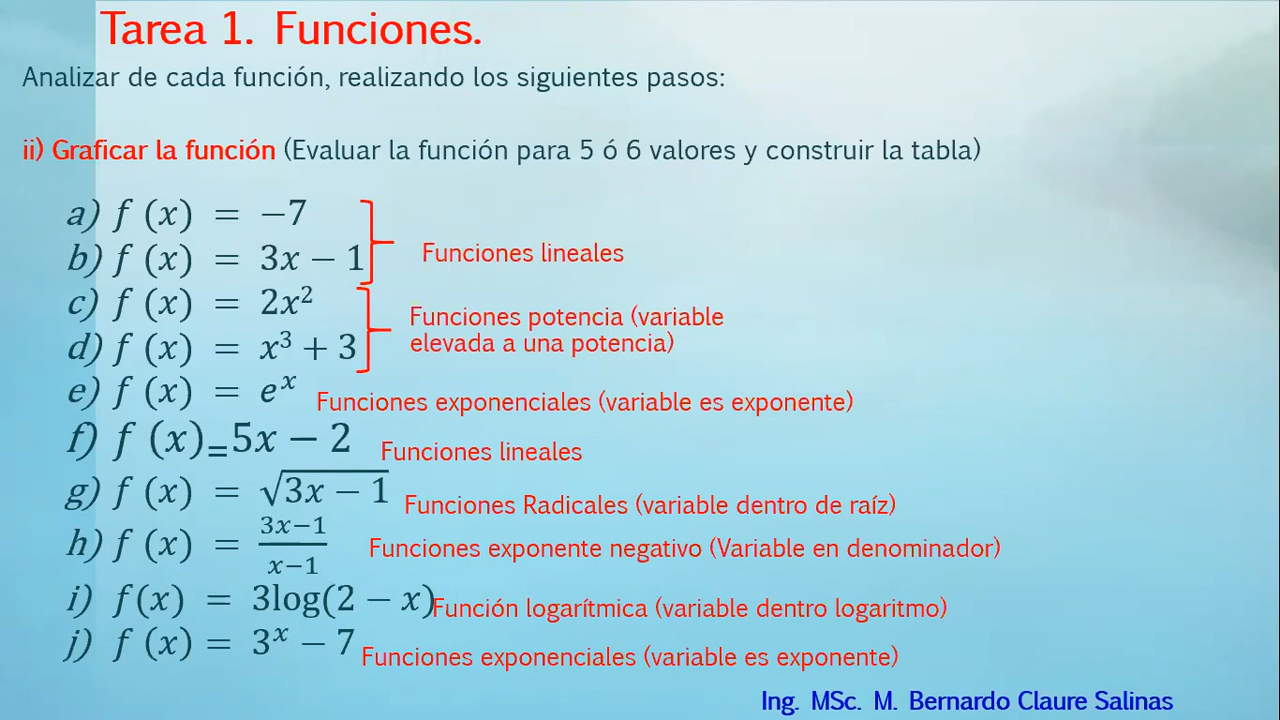 Tarea 1. Funciones.
Analizar de cada función, realizando los siguientes pasos:
ii) Graficar la función (Evaluar la función para 5 ó 6 valores y construir la tabla)
a) f (x) = −7
b) f (x) = 3x − 1
Funciones lineales
c) f (x) = 2x²
d) f (x) = x³ + 3
Funciones potencia (variable
elevada a una potencia)
e) f (x) = eˣ Funciones exponenciales (variable es exponente)
f) f (x)=5x − 2 Funciones lineales
g) f (x) = √(3x − 1) Funciones Radicales (variable dentro de raíz)
h) f (x) = (3x−1)/(x−1) Funciones exponente negativo (Variable en denominador)
i) f(x) = 3log(2 − x) Función logarítmica (variable dentro logaritmo)
j) f (x) = 3ˣ − 7 Funciones exponenciales (variable es exponente)
Ing. MSc. M. Bernardo Claure Salinas